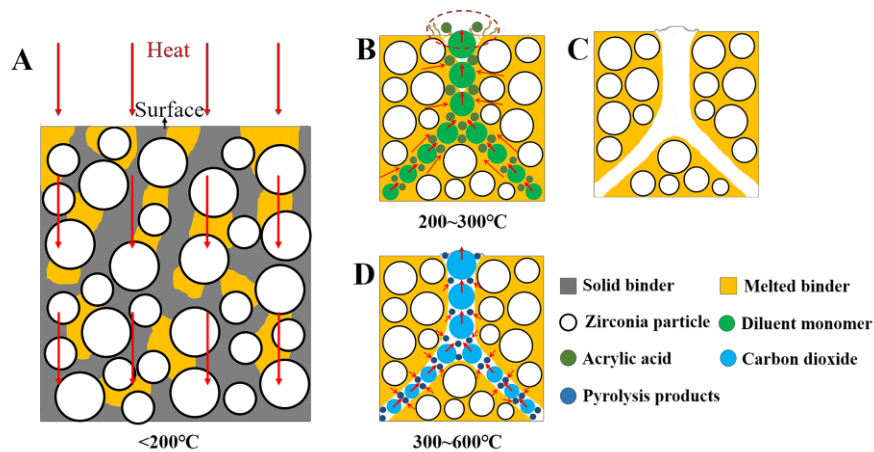 A
Heat
Surface
<200℃
B
200~300℃
C
D
300~600℃
Solid binder
Melted binder
Zirconia particle
Diluent monomer
Acrylic acid
Carbon dioxide
Pyrolysis products